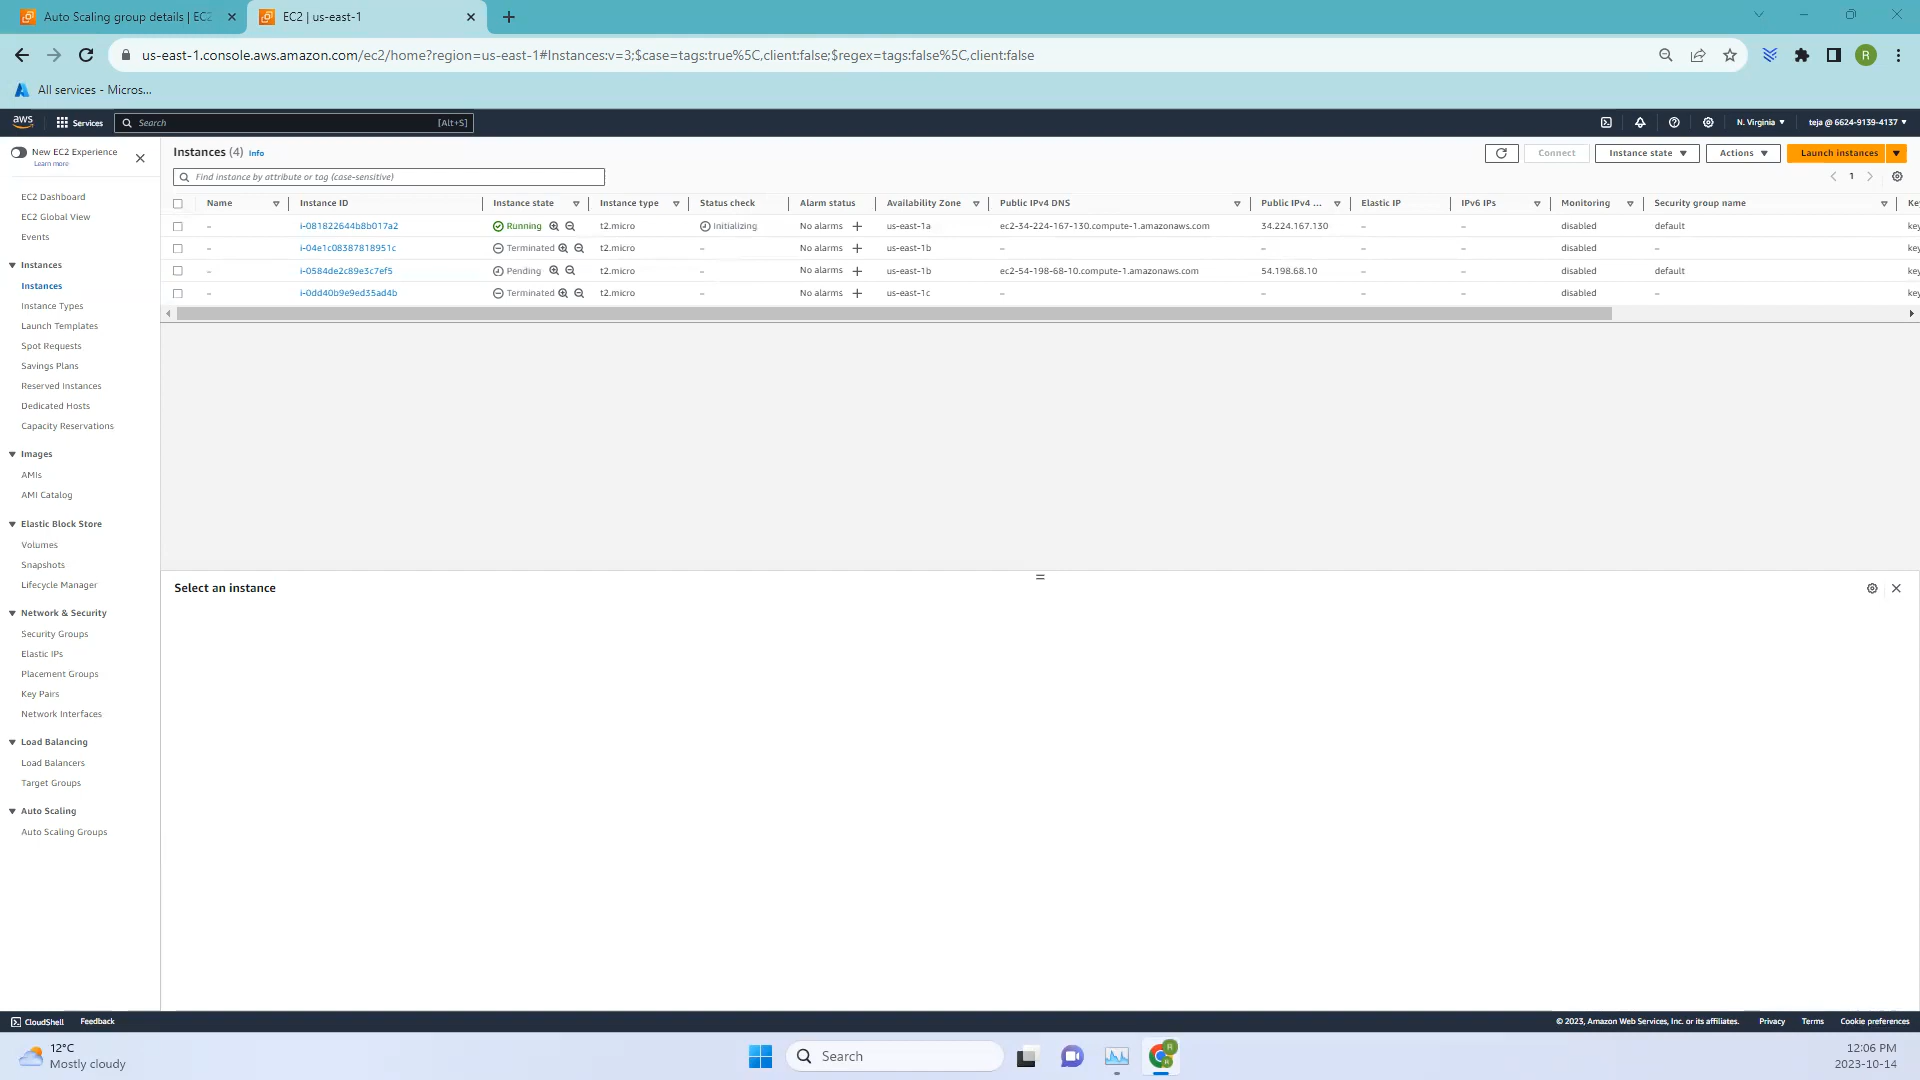 Auto Scaling group details | EC2
EC2 | us-east-1
us-east-1.console.aws.amazon.com/ec2/home?region=us-east-1#Instances:v=3;$case=tags:true%5C,client:false;$regex=tags:false%5C,client:false
R
All services - Micros...
aws
Services
Search
[Alt+S]
N. Virginia
teja @ 6624-9139-4137
New EC2 Experience
Learn more
EC2 Dashboard
EC2 Global View
Events
Instances
Instances
Instance Types
Launch Templates
Spot Requests
Savings Plans
Reserved Instances
Dedicated Hosts
Capacity Reservations
Images
AMIs
AMI Catalog
Elastic Block Store
Volumes
Snapshots
Lifecycle Manager
Network & Security
Security Groups
Elastic IPs
Placement Groups
Key Pairs
Network Interfaces
Load Balancing
Load Balancers
Target Groups
Auto Scaling
Auto Scaling Groups
Instances (4) Info
Connect
Instance state
Actions
Launch instances
Find instance by attribute or tag (case-sensitive)
1
Name Instance ID Instance state Instance type Status check Alarm status Availability Zone Public IPv4 DNS Public IPv4 ... Elastic IP IPv6 IPs Monitoring Security group name Key
– i-081822644b8b017a2 Running t2.micro Initializing No alarms + us-east-1a ec2-34-224-167-130.compute-1.amazonaws.com 34.224.167.130 – – disabled default key
– i-04e1c08387818951c Terminated t2.micro – No alarms + us-east-1b – – – – disabled – key
– i-0584de2c89e3c7ef5 Pending t2.micro – No alarms + us-east-1b ec2-54-198-68-10.compute-1.amazonaws.com 54.198.68.10 – – disabled default key
– i-0dd40b9e9ed35ad4b Terminated t2.micro – No alarms + us-east-1c – – – – disabled – key
Select an instance
CloudShell
Feedback
© 2023, Amazon Web Services, Inc. or its affiliates.
Privacy
Terms
Cookie preferences
12°C
Mostly cloudy
Search
R
R
12:06 PM
2023-10-14